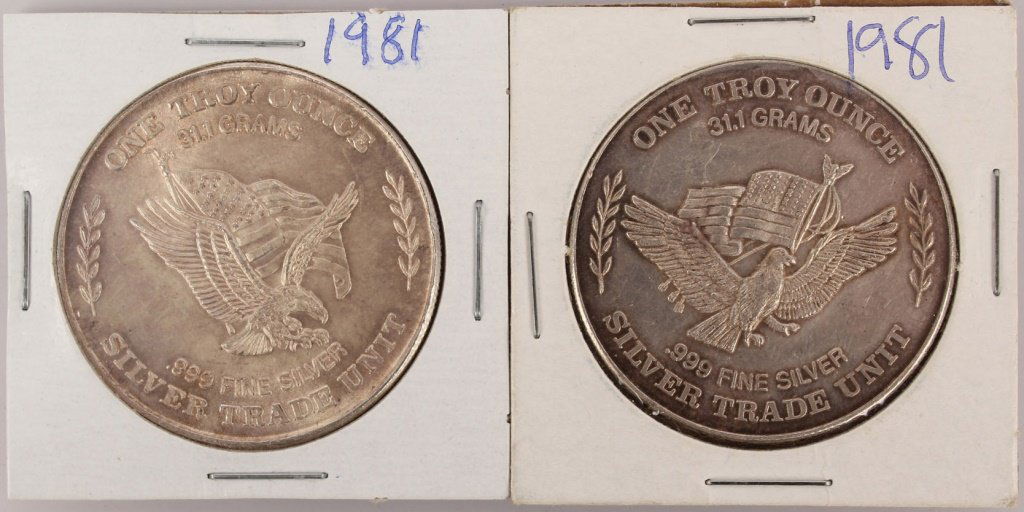 1981
ONE TROY OUNCE
31.1 GRAMS
.999 FINE SILVER
SILVER TRADE UNIT
1981
ONE TROY OUNCE
31.1 GRAMS
.999 FINE SILVER
SILVER TRADE UNIT